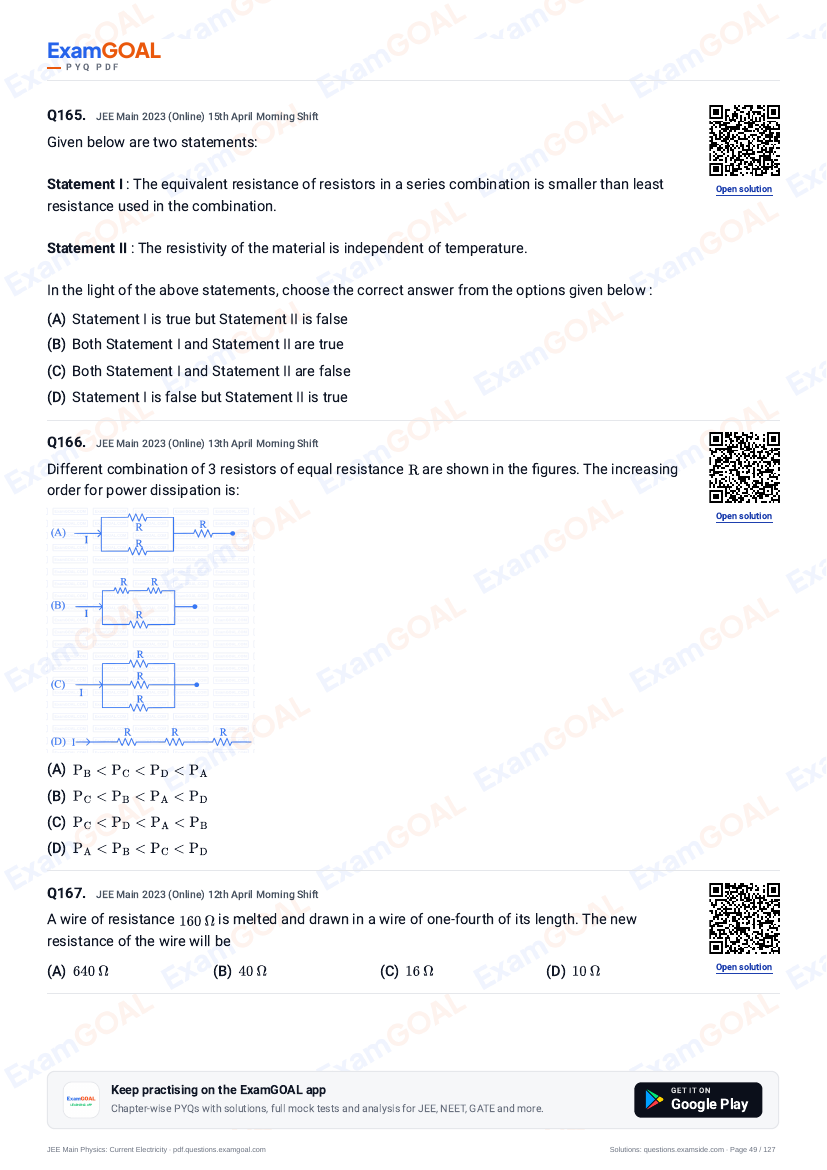 ExamGOAL
PYQ PDF
Q165. JEE Main 2023 (Online) 15th April Morning Shift
Given below are two statements:
Open solution
Statement I : The equivalent resistance of resistors in a series combination is smaller than least
resistance used in the combination.
Statement II : The resistivity of the material is independent of temperature.
In the light of the above statements, choose the correct answer from the options given below :
(A) Statement I is true but Statement II is false
(B) Both Statement I and Statement II are true
(C) Both Statement I and Statement II are false
(D) Statement I is false but Statement II is true
Q166. JEE Main 2023 (Online) 13th April Morning Shift
Different combination of 3 resistors of equal resistance R are shown in the figures. The increasing
order for power dissipation is:
Open solution
(A) I R R R
(B) I R R R
(C) I R R R
(D) I R R R
(A) P_B < P_C < P_D < P_A
(B) P_C < P_B < P_A < P_D
(C) P_C < P_D < P_A < P_B
(D) P_A < P_B < P_C < P_D
Q167. JEE Main 2023 (Online) 12th April Morning Shift
A wire of resistance 160 Ω is melted and drawn in a wire of one-fourth of its length. The new
resistance of the wire will be
Open solution
(A) 640 Ω (B) 40 Ω (C) 16 Ω (D) 10 Ω
ExamGOAL
Keep practising on the ExamGOAL app
Chapter-wise PYQs with solutions, full mock tests and analysis for JEE, NEET, GATE and more.
GET IT ON
Google Play
JEE Main Physics: Current Electricity · pdf.questions.examgoal.com
Solutions: questions.examside.com · Page 49 / 127